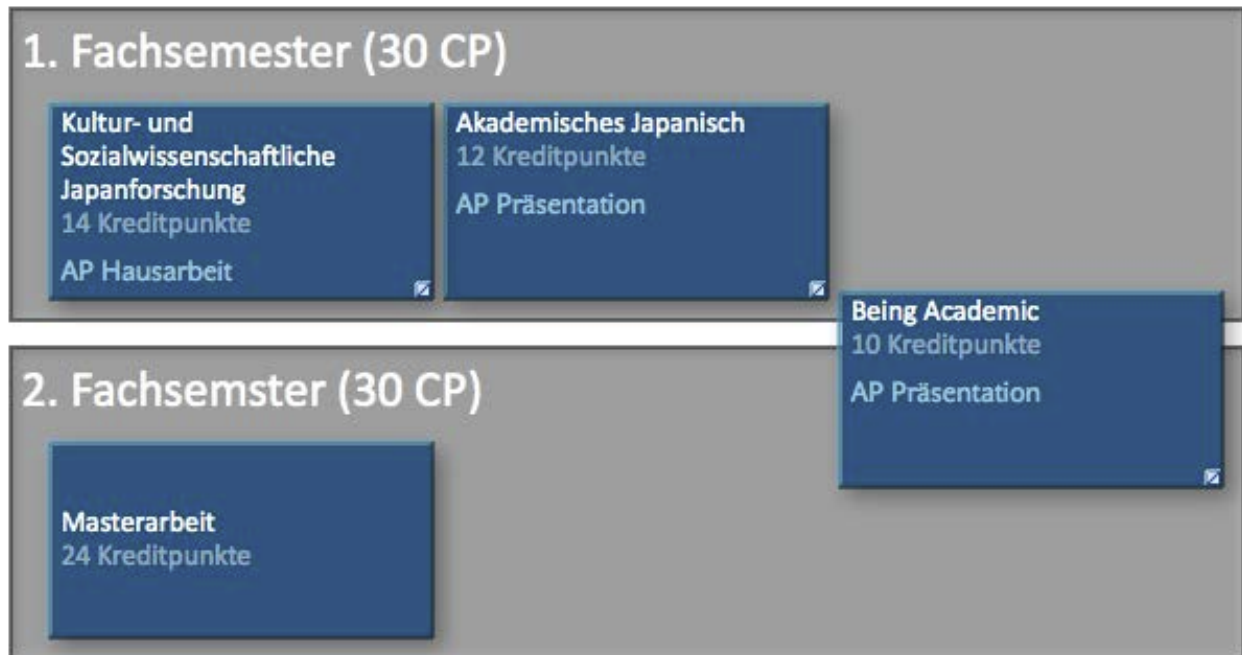 1. Fachsemester (30 CP)
Kultur- und
Sozialwissenschaftliche
Japanforschung
14 Kreditpunkte
AP Hausarbeit
Akademisches Japanisch
12 Kreditpunkte
AP Präsentation
Being Academic
10 Kreditpunkte
AP Präsentation
2. Fachsemster (30 CP)
Masterarbeit
24 Kreditpunkte